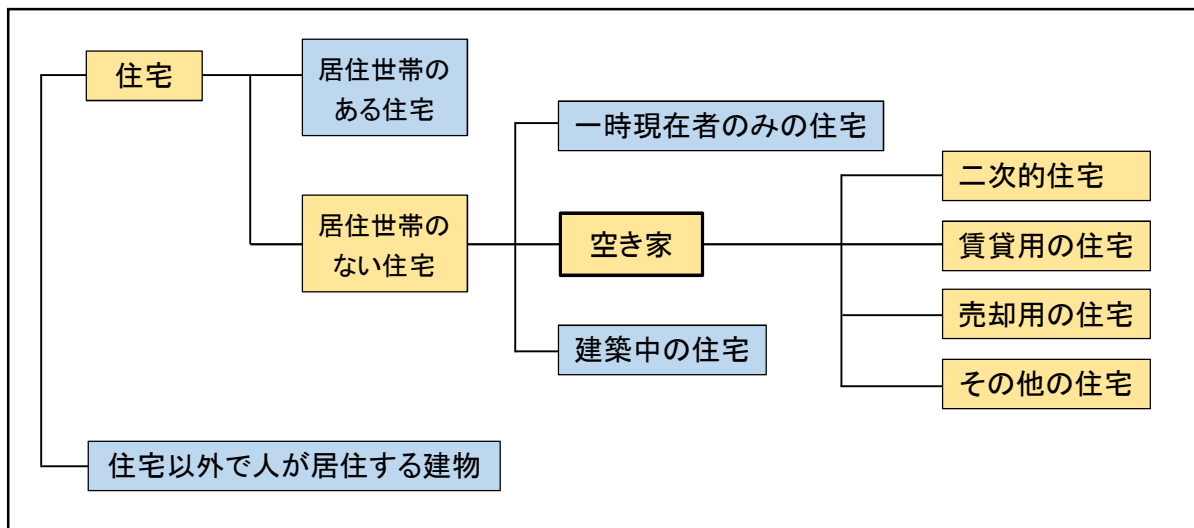 住宅
居住世帯の
ある住宅
一時現在者のみの住宅
二次的住宅
居住世帯の
ない住宅
空き家
賃貸用の住宅
売却用の住宅
建築中の住宅
その他の住宅
住宅以外で人が居住する建物